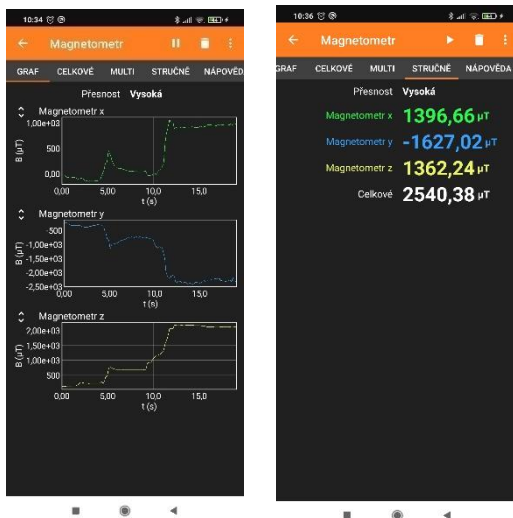 10:34
Magnetometr
GRAF CELKOVÉ MULTI STRUČNĚ NÁPOVĚD
Přesnost Vysoká
Magnetometr x
1,00e+03
500
0,00
B (µT)
0,00 5,00 10,0 15,0
t (s)
Magnetometr y
-500
-1,00e+03
-1,50e+03
-2,00e+03
-2,50e+03
B (µT)
0,00 5,00 10,0 15,0
t (s)
Magnetometr z
2,00e+03
1,50e+03
1,00e+03
500
B (µT)
0,00 5,00 10,0 15,0
t (s)
10:36
Magnetometr
GRAF CELKOVÉ MULTI STRUČNĚ NÁPOVĚDA
Přesnost Vysoká
Magnetometr x 1396,66 µT
Magnetometr y -1627,02 µT
Magnetometr z 1362,24 µT
Celkové 2540,38 µT